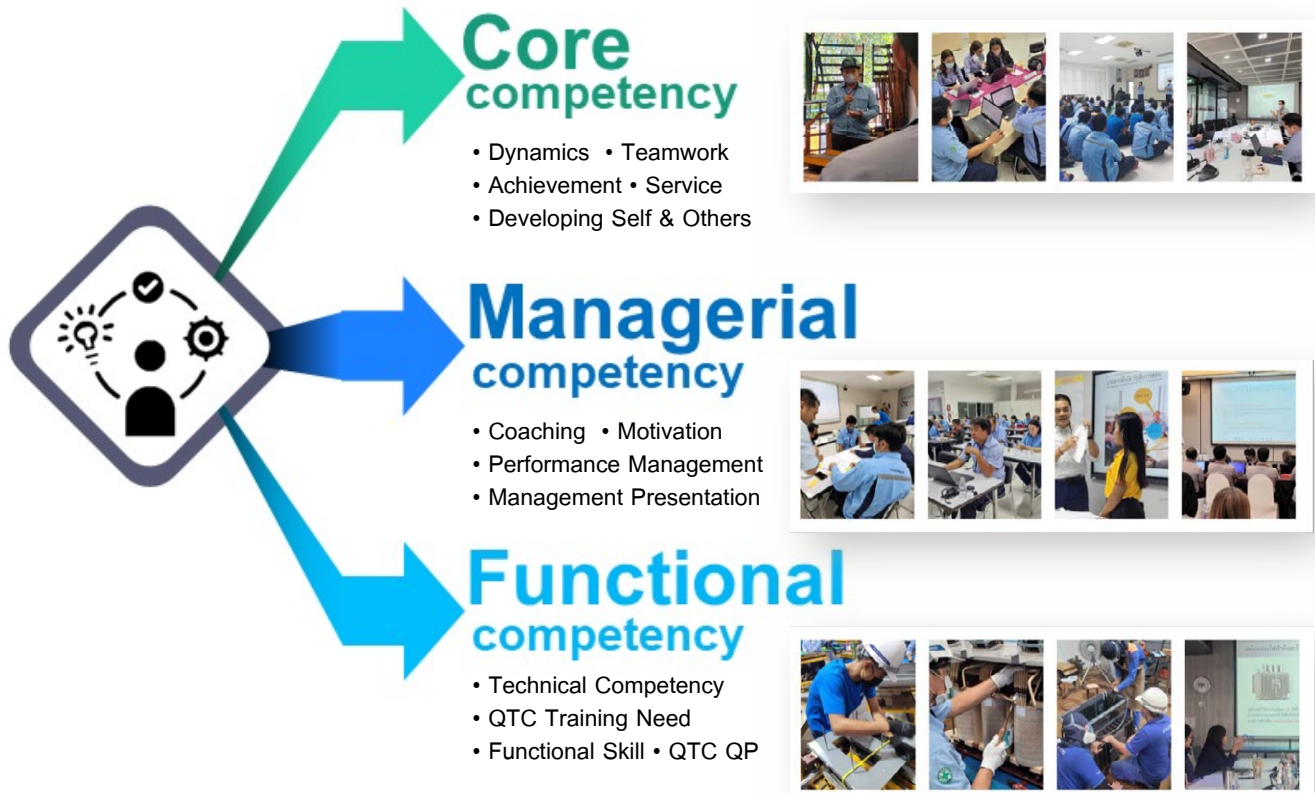 Core
competency
• Dynamics • Teamwork
• Achievement • Service
• Developing Self & Others
Managerial
competency
• Coaching • Motivation
• Performance Management
• Management Presentation
Functional
competency
• Technical Competency
• QTC Training Need
• Functional Skill • QTC QP